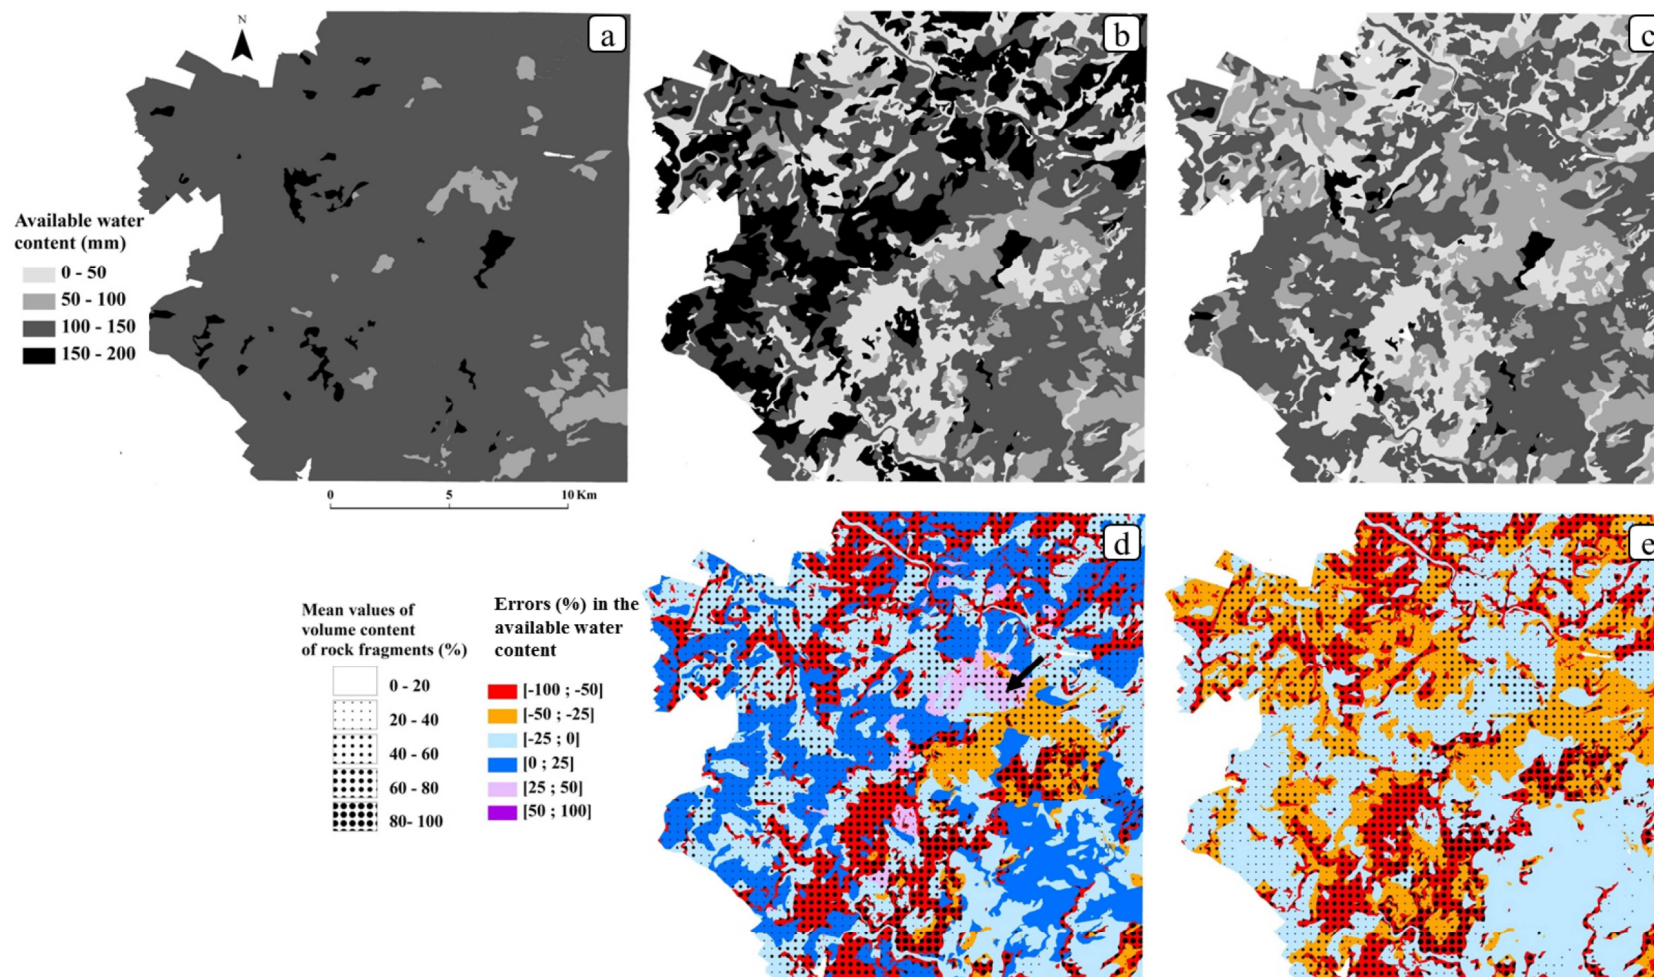 N
a
b
c
Available water
content (mm)
0 - 50
50 - 100
100 - 150
150 - 200
0 5 10 Km
d
e
Mean values of
volume content
of rock fragments (%)
0 - 20
20 - 40
40 - 60
60 - 80
80- 100
Errors (%) in the
available water
content
[-100 ; -50]
[-50 ; -25]
[-25 ; 0]
[0 ; 25]
[25 ; 50]
[50 ; 100]